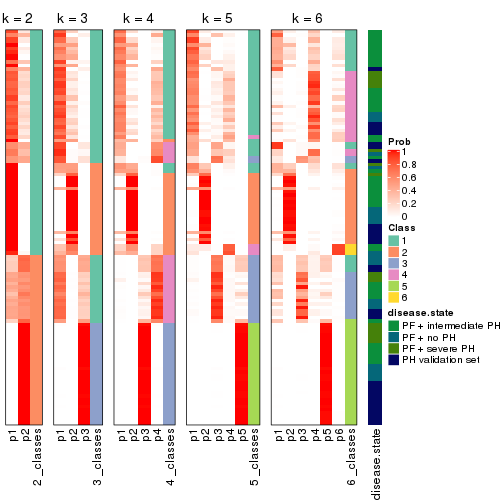 k = 2
k = 3
k = 4
k = 5
k = 6
Prob
1
0.8
0.6
0.4
0.2
0
Class
1
2
3
4
5
6
disease.state
PF + intermediate PH
PF + no PH
PF + severe PH
PH validation set
p1
p2
2_classes
p1
p2
p3
3_classes
p1
p2
p3
p4
4_classes
p1
p2
p3
p4
p5
5_classes
p1
p2
p3
p4
p5
p6
6_classes
disease.state